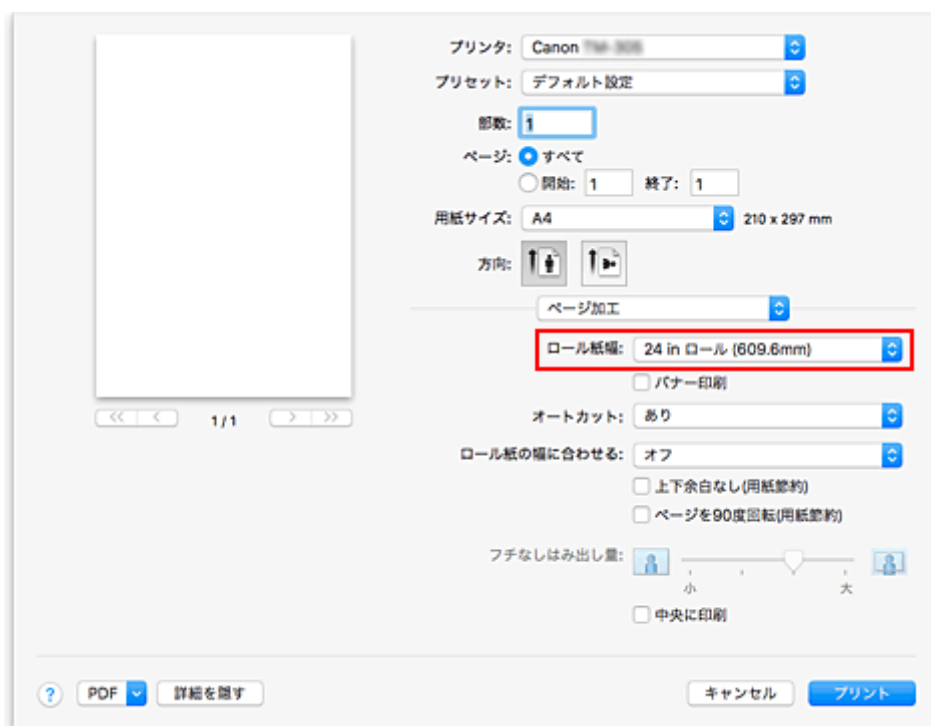 プリンタ: Canon
プリセット: デフォルト設定
部数: 1
ページ: すべて
開始: 1 終了: 1
用紙サイズ: A4 210 x 297 mm
方向:
ページ加工
ロール紙幅: 24 in ロール (609.6mm)
バナー印刷
<< < 1 / 1 > >>
オートカット: あり
ロール紙の幅に合わせる: オフ
上下余白なし(用紙節約)
ページを90度回転(用紙節約)
フチなしはみ出し量:
小 大
中央に印刷
? PDF 詳細を隠す キャンセル プリント